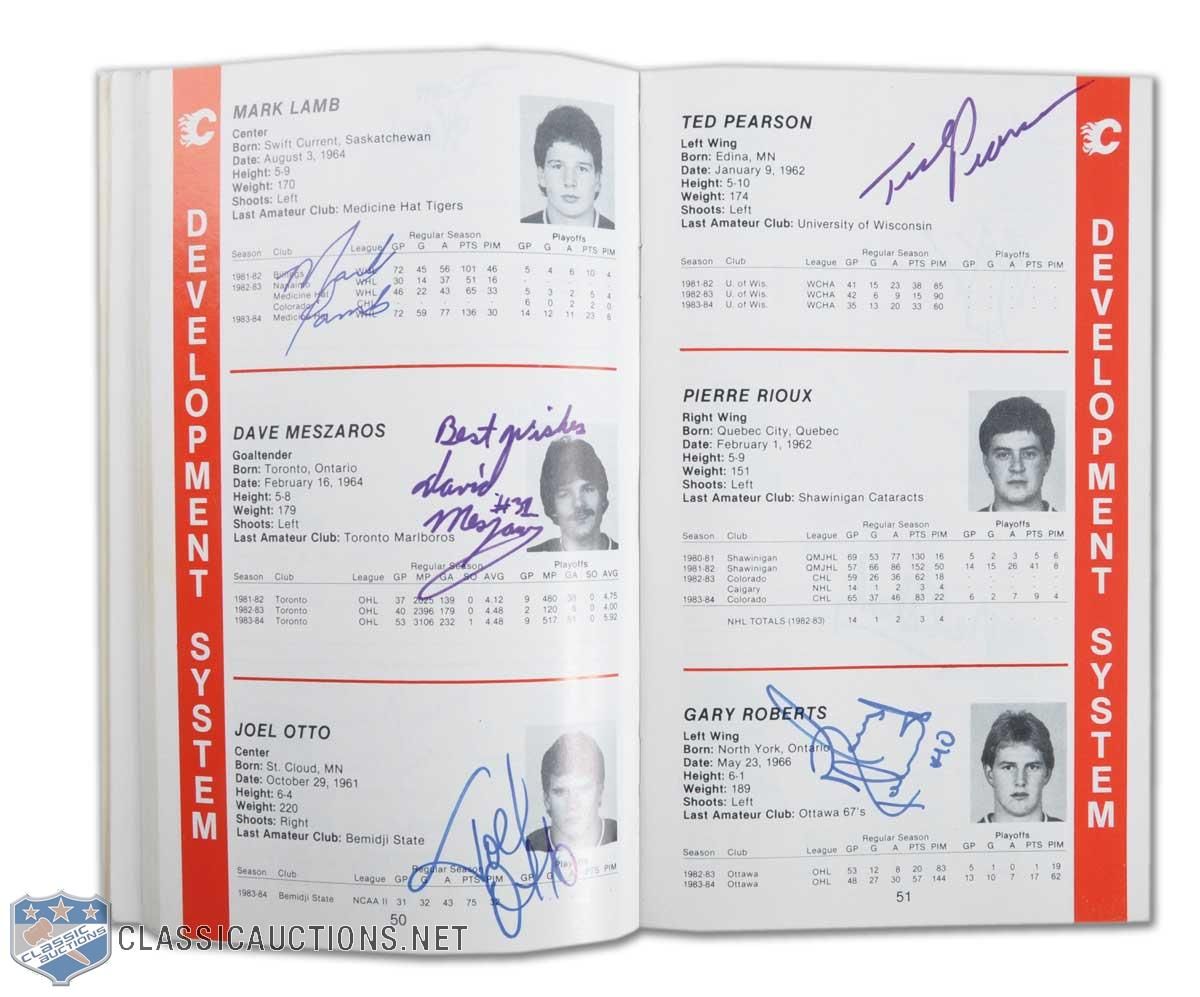 C
DEVELOPMENT SYSTEM
MARK LAMB
Center
Born: Swift Current, Saskatchewan
Date: August 3, 1964
Height: 5-9
Weight: 170
Shoots: Left
Last Amateur Club: Medicine Hat Tigers
Regular Season Playoffs
Season Club League GP G A PTS PIM GP G A PTS PIM
1981-82 Billings WHL 72 45 56 101 46 5 4 6 10 4
1982-83 Nanaimo WHL 30 14 37 51 16
Medicine Hat WHL 46 22 43 65 33 5 3 2 5 4
Colorado CHL 6 0 2 2 0
1983-84 Medicine Hat WHL 72 59 77 136 30 14 12 11 23 6
Mark
Lamb
DAVE MESZAROS
Goaltender
Born: Toronto, Ontario
Date: February 16, 1964
Height: 5-8
Weight: 179
Shoots: Left
Last Amateur Club: Toronto Marlboros
Best wishes
David
#31
Meszaros
Regular Season Playoffs
Season Club League GP MP GA SO AVG GP MP GA SO AVG
1981-82 Toronto OHL 37 2025 139 0 4.12 9 480 38 0 4.75
1982-83 Toronto OHL 40 2396 179 0 4.48 2 120 8 0 4.00
1983-84 Toronto OHL 53 3106 232 1 4.48 9 517 51 0 5.92
JOEL OTTO
Center
Born: St. Cloud, MN
Date: October 29, 1961
Height: 6-4
Weight: 220
Shoots: Right
Last Amateur Club: Bemidji State
Joel
Otto
Regular Season Playoffs
Season Club League GP G A PTS PIM GP G A PTS PIM
1983-84 Bemidji State NCAA II 31 32 43 75 32
50
C
DEVELOPMENT SYSTEM
TED PEARSON
Left Wing
Born: Edina, MN
Date: January 9, 1962
Height: 5-10
Weight: 174
Shoots: Left
Last Amateur Club: University of Wisconsin
Ted Pearson
Regular Season Playoffs
Season Club League GP G A PTS PIM GP G A PTS PIM
1981-82 U. of Wis. WCHA 41 15 23 38 85 - - - - -
1982-83 U. of Wis. WCHA 42 6 9 15 90 - - - - -
1983-84 U. of Wis. WCHA 35 13 20 33 60 - - - - -
PIERRE RIOUX
Right Wing
Born: Quebec City, Quebec
Date: February 1, 1962
Height: 5-9
Weight: 151
Shoots: Left
Last Amateur Club: Shawinigan Cataracts
Regular Season Playoffs
Season Club League GP G A PTS PIM GP G A PTS PIM
1980-81 Shawinigan QMJHL 69 53 77 130 16 5 2 3 5 6
1981-82 Shawinigan QMJHL 57 66 86 152 50 14 15 26 41 8
1982-83 Colorado CHL 59 26 36 62 18 - - - - -
Calgary NHL 14 1 2 3 4 - - - - -
1983-84 Colorado CHL 65 37 46 83 22 6 2 7 9 4
NHL TOTALS (1982-83) 14 1 2 3 4 - - - - -
GARY ROBERTS
Left Wing
Born: North York, Ontario
Date: May 23, 1966
Height: 6-1
Weight: 189
Shoots: Left
Last Amateur Club: Ottawa 67's
#40
Regular Season Playoffs
Season Club League GP G A PTS PIM GP G A PTS PIM
1982-83 Ottawa OHL 53 12 8 20 83 5 1 0 1 19
1983-84 Ottawa OHL 48 27 30 57 144 13 10 7 17 62
51
CLASSIC
AUCTIONS
CLASSICAUCTIONS.NET